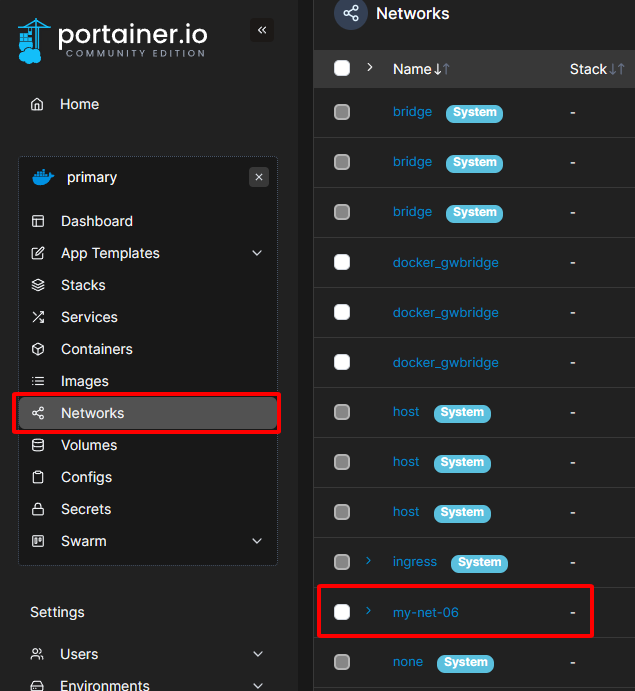 portainer.io
COMMUNITY EDITION
Home
primary
Dashboard
App Templates
Stacks
Services
Containers
Images
Networks
Volumes
Configs
Secrets
Swarm
Settings
Users
Environments
Networks
Name Stack
bridge System -
bridge System -
bridge System -
docker_gwbridge -
docker_gwbridge -
docker_gwbridge -
host System -
host System -
host System -
ingress System -
my-net-06 -
none System -